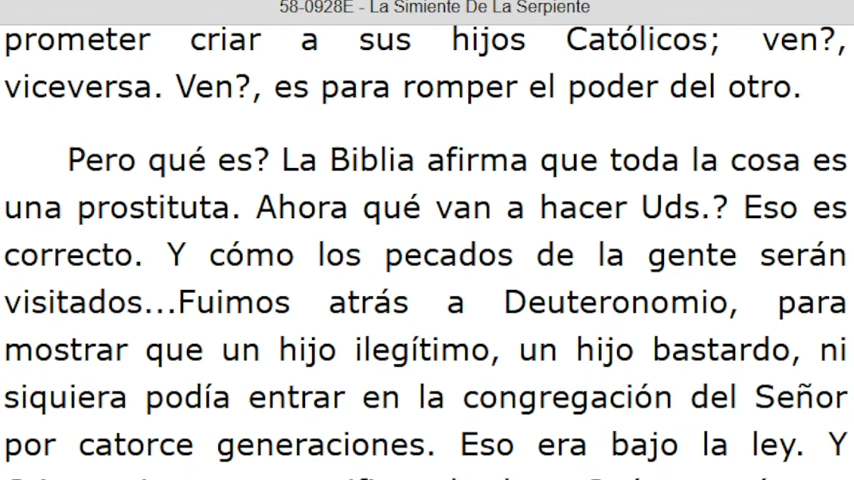 58-0928E - La Simiente De La Serpiente
prometer criar a sus hijos Católicos; ven?,
viceversa. Ven?, es para romper el poder del otro.
Pero qué es? La Biblia afirma que toda la cosa es
una prostituta. Ahora qué van a hacer Uds.? Eso es
correcto. Y cómo los pecados de la gente serán
visitados...Fuimos atrás a Deuteronomio, para
mostrar que un hijo ilegítimo, un hijo bastardo, ni
siquiera podía entrar en la congregación del Señor
por catorce generaciones. Eso era bajo la ley. Y